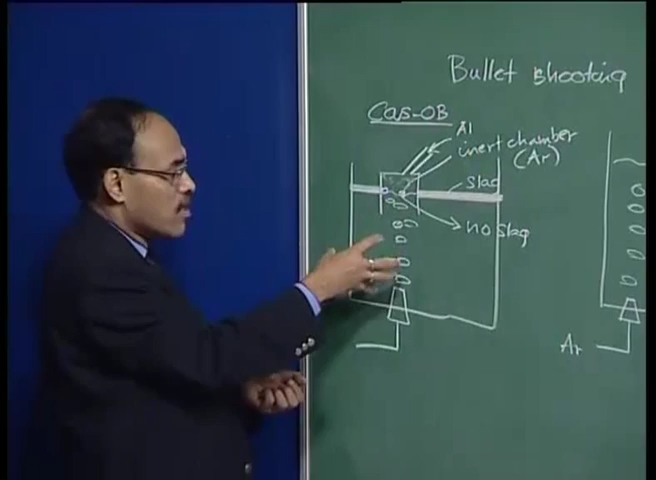 Bullet shooting
Cas-OB
Al
inert chamber
(Ar)
slag
no slag
Ar